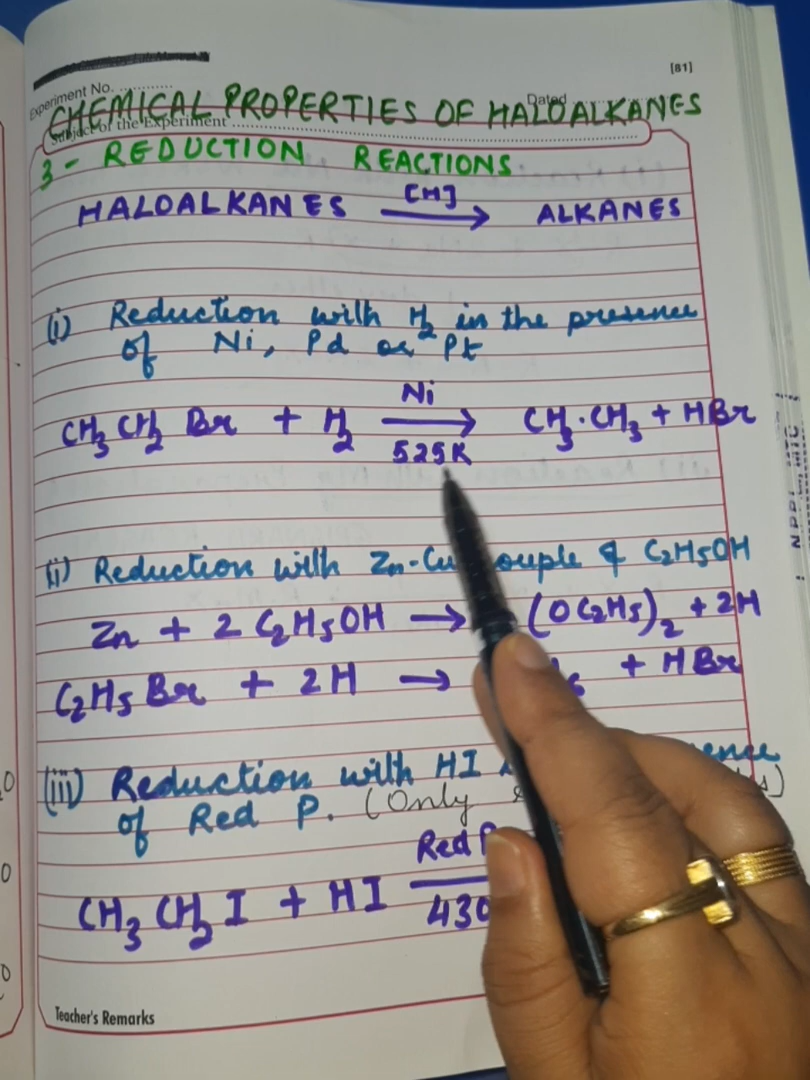 [81]
Experiment No. ............ Dated
CHEMICAL PROPERTIES OF HALOALKANES
Subject of the Experiment
3 - REDUCTION REACTIONS
HALOALKANES [H] → ALKANES
(i) Reduction with H2 in the presence
of Ni, Pd or Pt
Ni
CH3 CH2 Br + H2 → CH3.CH3 + HBr
525K
(ii) Reduction with Zn-Cu couple & C2H5OH
Zn + 2 C2H5OH → (OC2H5)2 + 2H
C2H5Br + 2H → + HBr
(iii) Reduction with HI
of Red P. (Only
Red P
CH3 CH2 I + HI
430
Teacher's Remarks